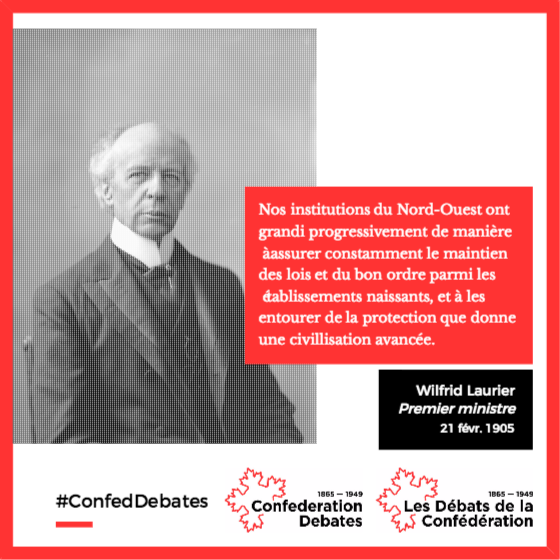 Nos institutions du Nord-Ouest ont
grandi progressivement de manière
àassurer constamment le maintien
des lois et du bon ordre parmi les
établissements naissants, et à les
entourer de la protection que donne
une civillisation avancée.
Wilfrid Laurier
Premier ministre
21 févr. 1905
#ConfedDebates
1865 — 1949
Confederation
Debates
1865 — 1949
Les Débats de la
Confédération